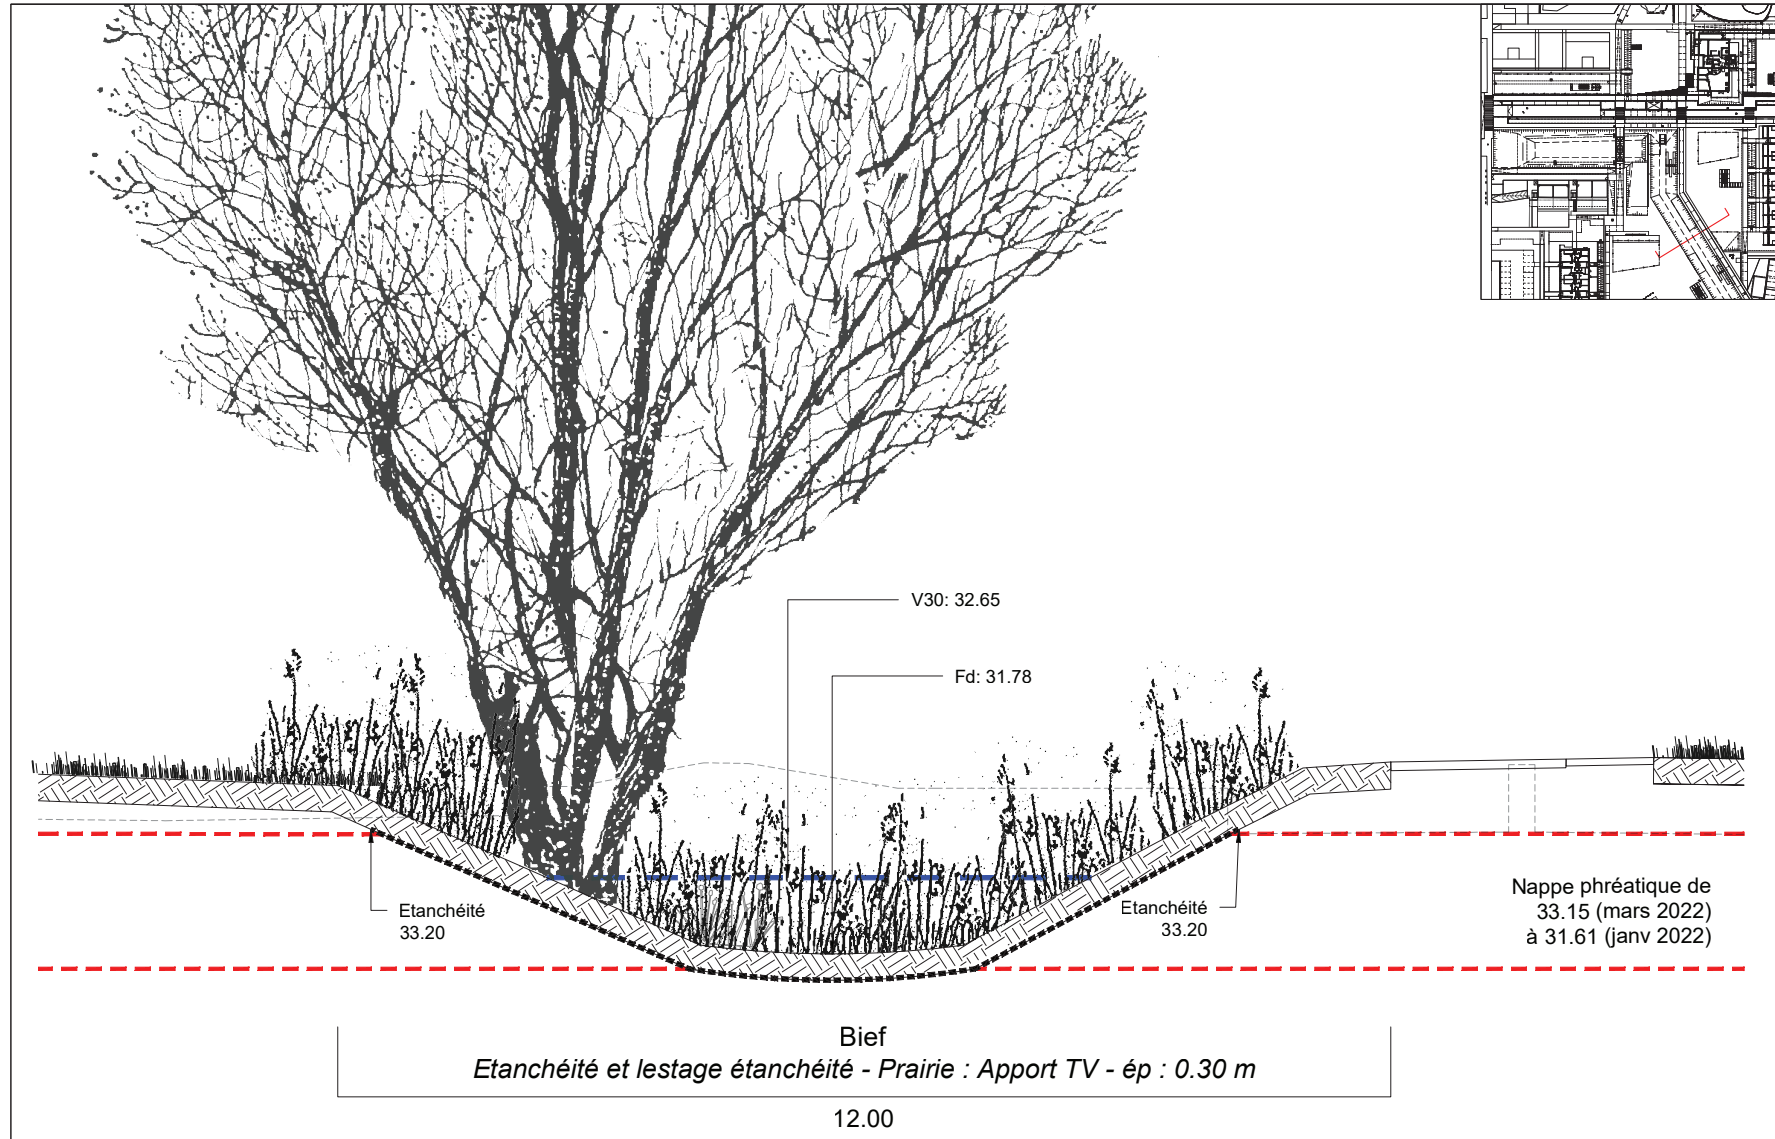 V30: 32.65
Fd: 31.78
Etanchéité
33.20
Etanchéité
33.20
Nappe phréatique de
33.15 (mars 2022)
à 31.61 (janv 2022)
Bief
Etanchéité et lestage étanchéité - Prairie : Apport TV - ép : 0.30 m
12.00